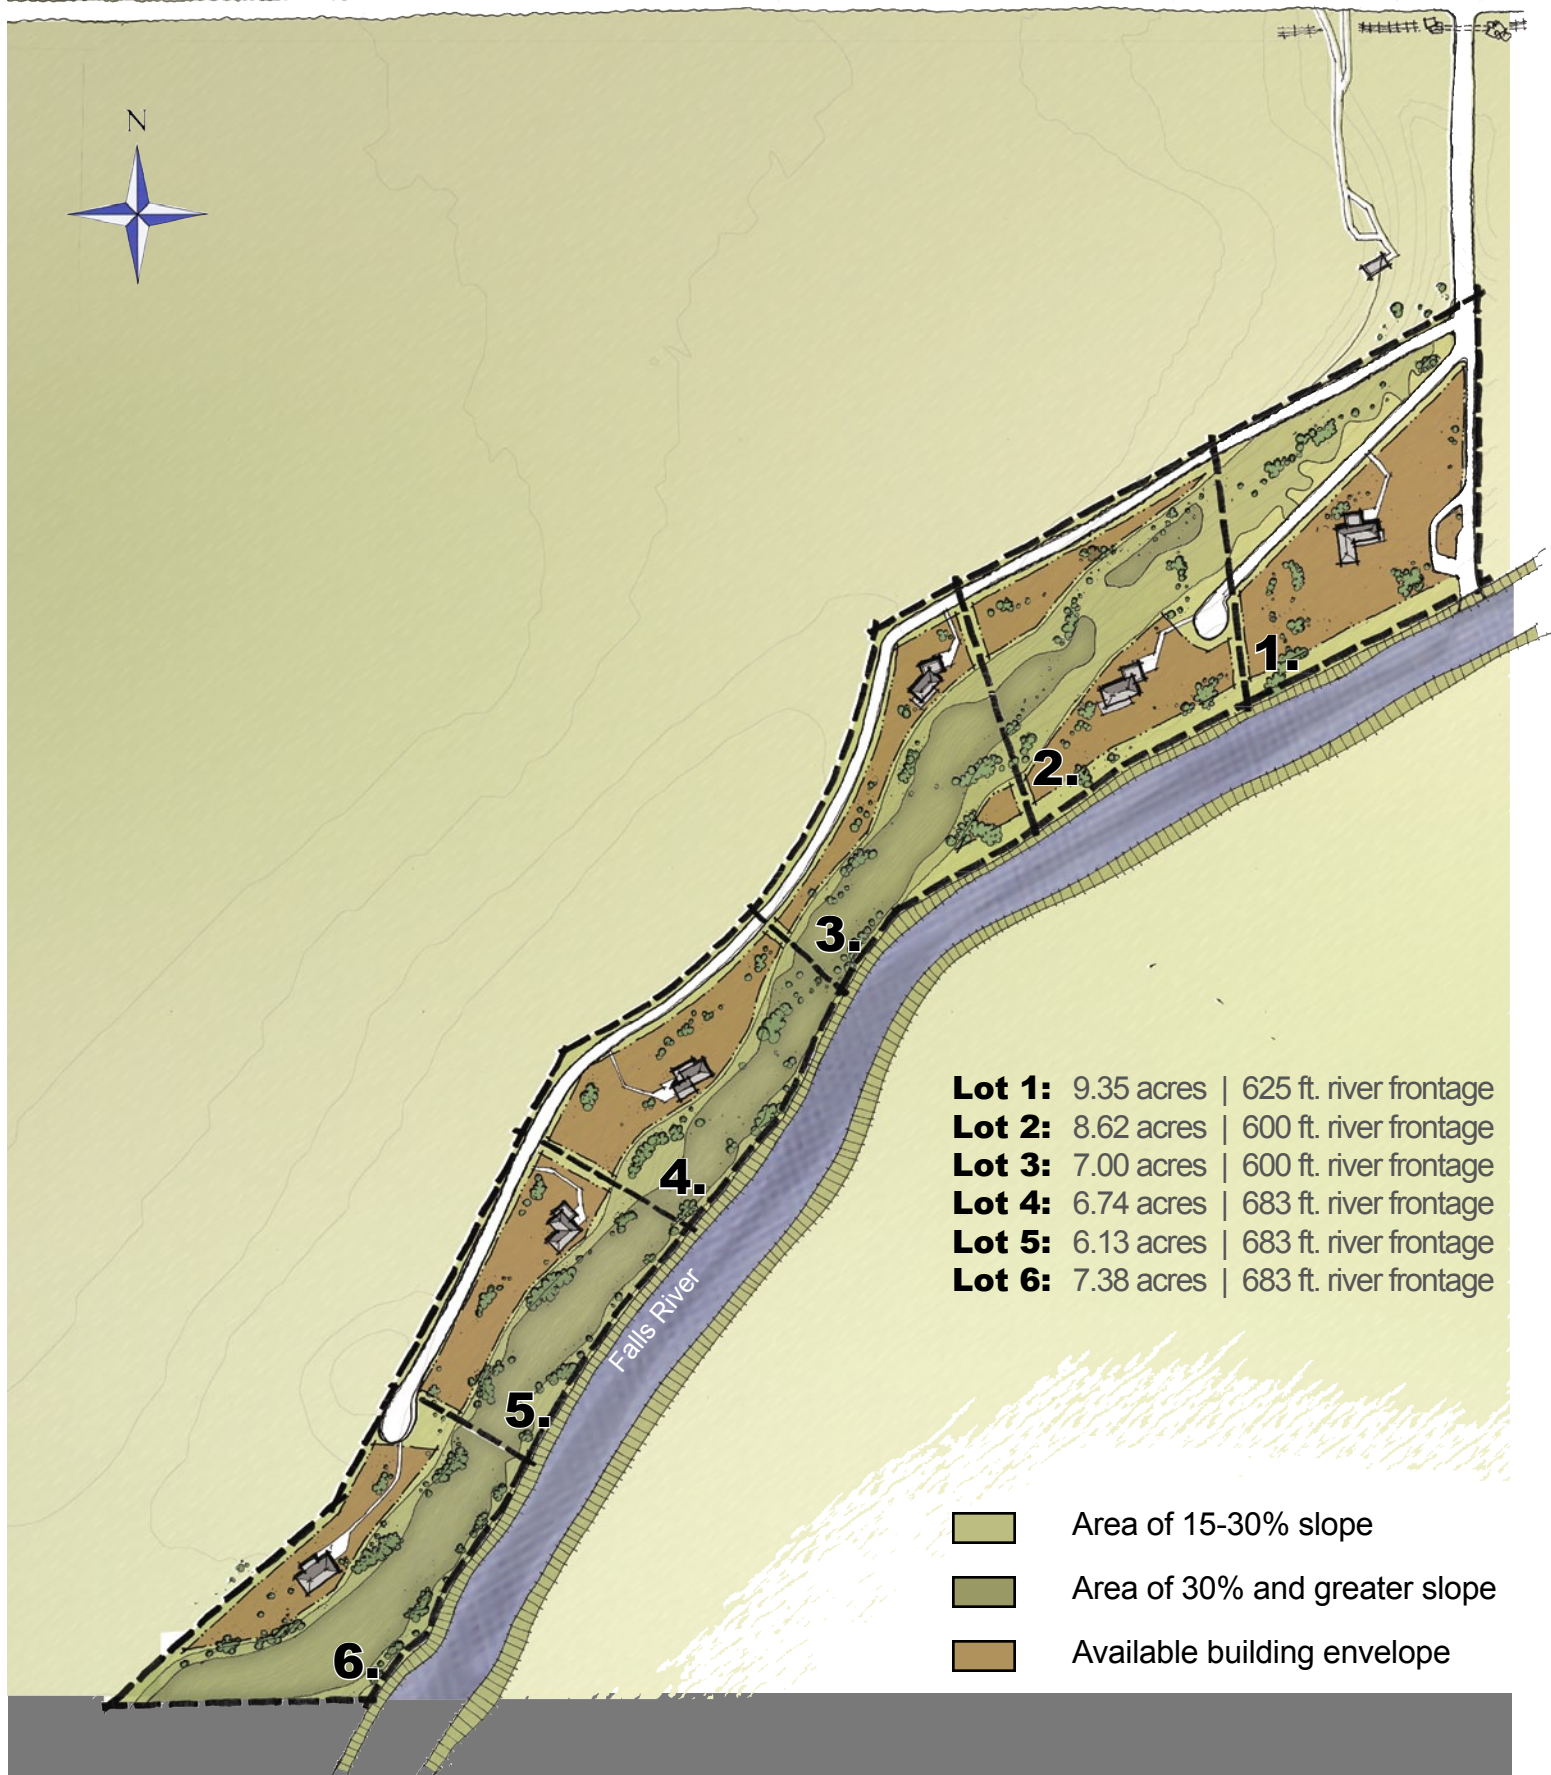 N
1.
2.
3.
4.
5.
6.
Falls River
Lot 1: 9.35 acres | 625 ft. river frontage
Lot 2: 8.62 acres | 600 ft. river frontage
Lot 3: 7.00 acres | 600 ft. river frontage
Lot 4: 6.74 acres | 683 ft. river frontage
Lot 5: 6.13 acres | 683 ft. river frontage
Lot 6: 7.38 acres | 683 ft. river frontage
Area of 15-30% slope
Area of 30% and greater slope
Available building envelope